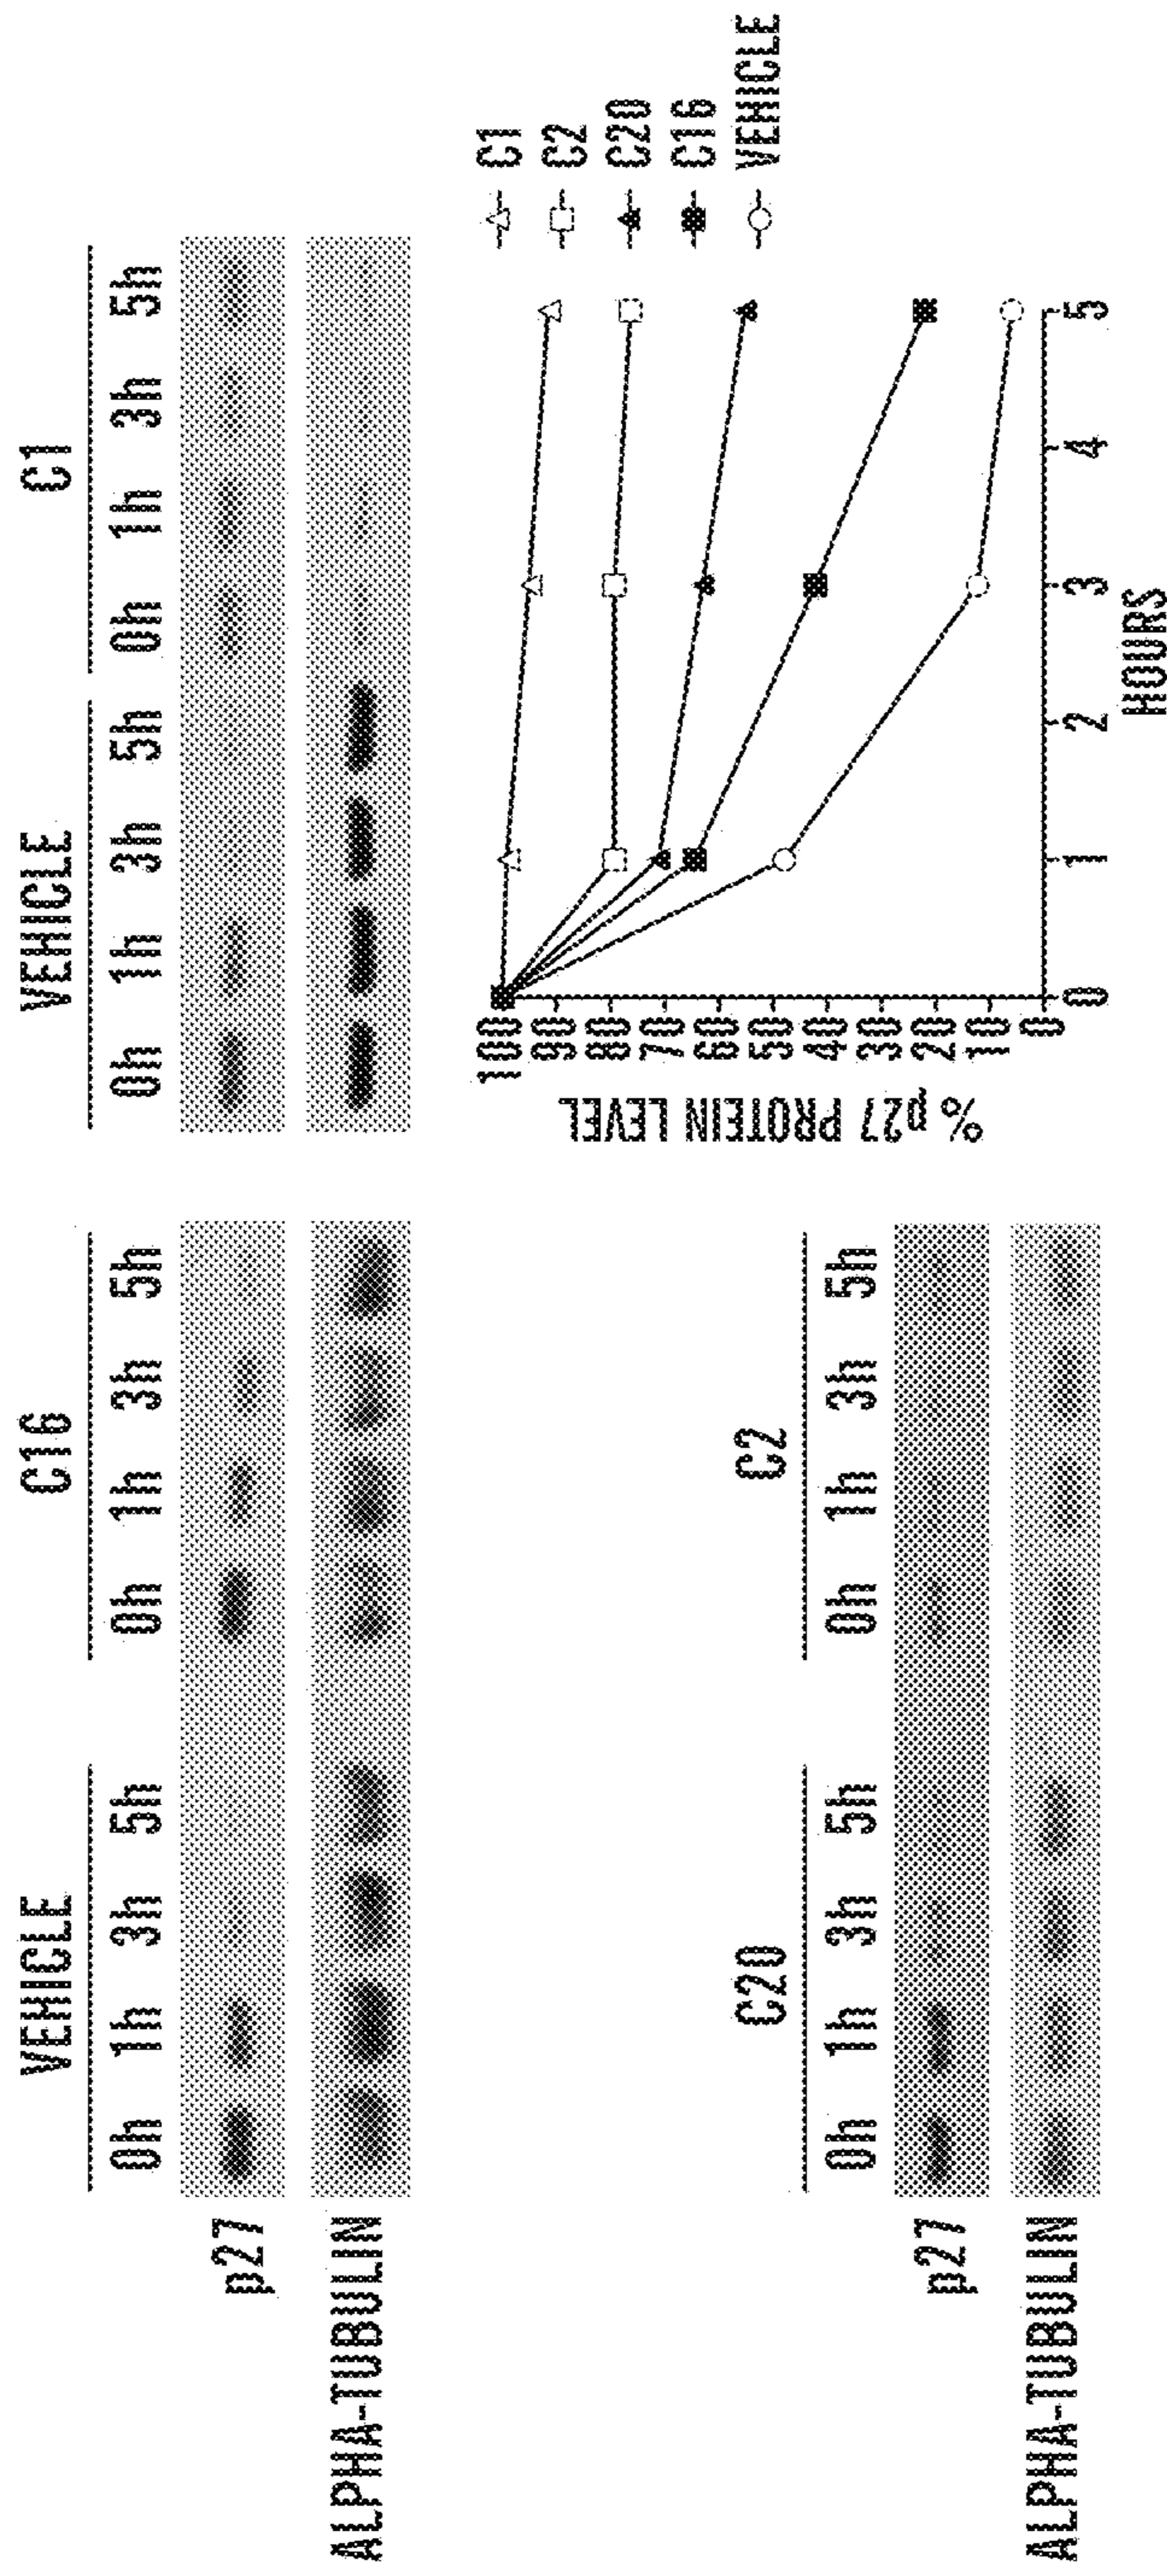 VEHICLE C16 VEHICLE C1
0h 1h 3h 5h 0h 1h 3h 5h 0h 1h 3h 5h 0h 1h 3h 5h
p27
ALPHA-TUBULIN
C20 C2
0h 1h 3h 5h 0h 1h 3h 5h
p27
ALPHA-TUBULIN
% p27 PROTEIN LEVEL
100
90
80
70
60
50
40
30
20
10
0
0 1 2 3 4 5
HOURS
C1
C2
C20
C16
VEHICLE